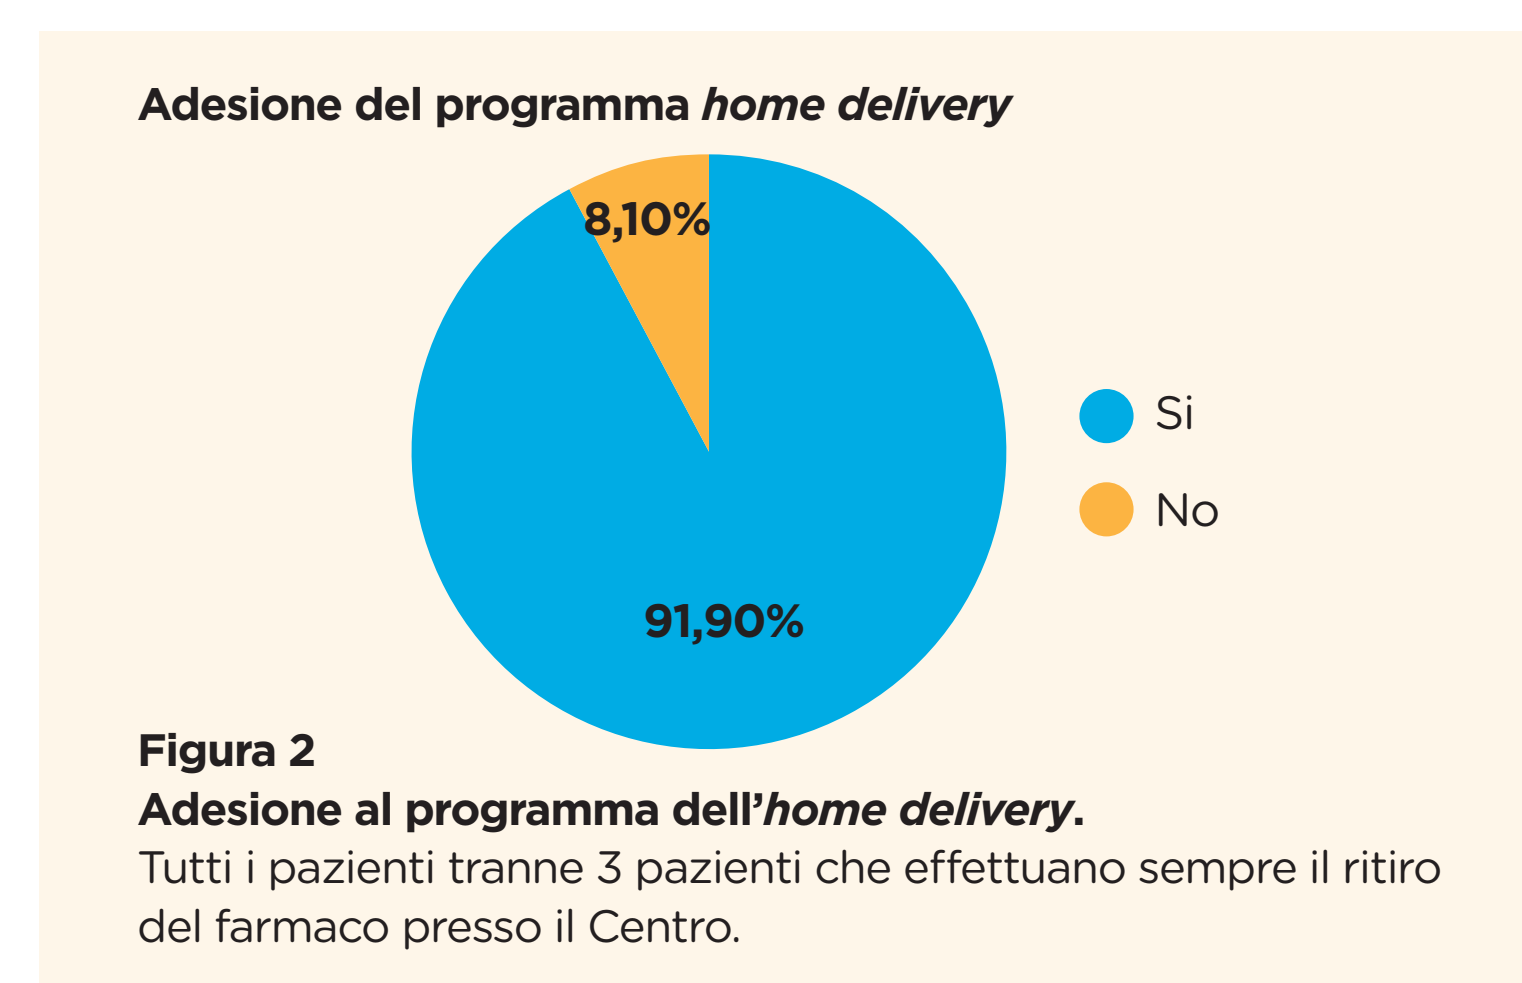 Adesione del programma home delivery
8,10%
Si
No
91,90%
Figura 2
Adesione al programma dell’home delivery.
Tutti i pazienti tranne 3 pazienti che effettuano sempre il ritiro
del farmaco presso il Centro.